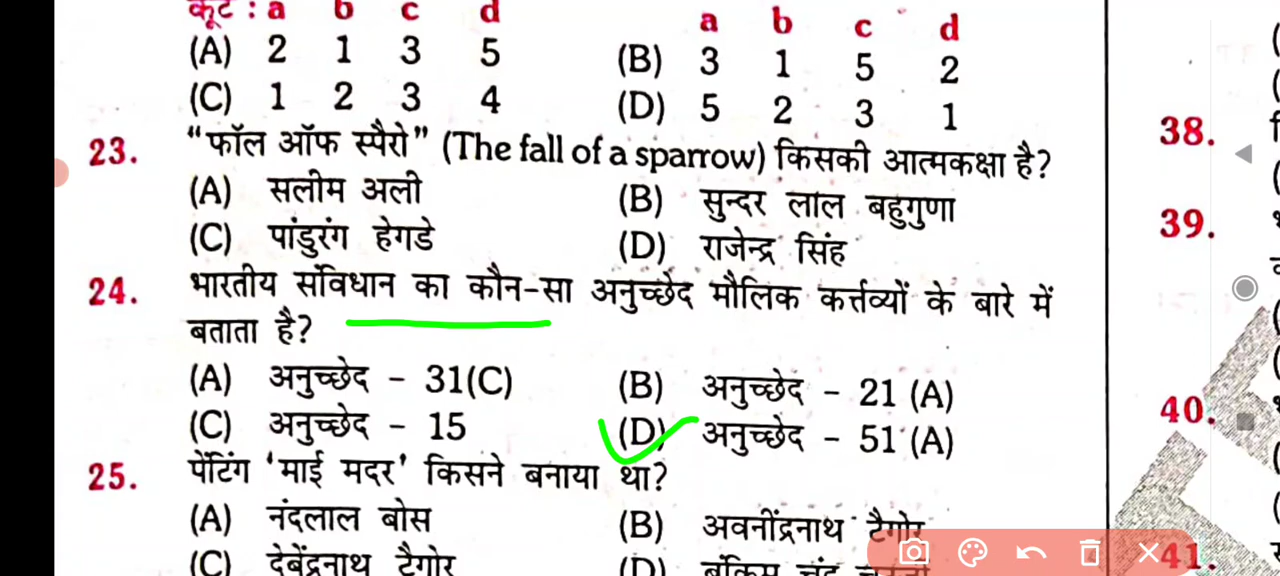 कूट : a b c d
a b c d
(A) 2 1 3 5 (B) 3 1 5 2
(C) 1 2 3 4 (D) 5 2 3 1
23. “फॉल ऑफ स्पैरो” (The fall of a sparrow) किसकी आत्मकक्षा है?
(A) सलीम अली (B) सुन्दर लाल बहुगुणा
(C) पांडुरंग हेगडे (D) राजेन्द्र सिंह
24. भारतीय संविधान का कौन-सा अनुच्छेद मौलिक कर्त्तव्यों के बारे में
बताता है?
(A) अनुच्छेद - 31(C) (B) अनुच्छेद - 21 (A)
(C) अनुच्छेद - 15 (D) अनुच्छेद - 51 (A)
25. पेंटिंग ‘माई मदर’ किसने बनाया था?
(A) नंदलाल बोस (B) अवनींद्रनाथ टैगोर
(C) देबेंद्रनाथ टैगोर (D) बंकिम चंद्र
38.
39.
40.
41.